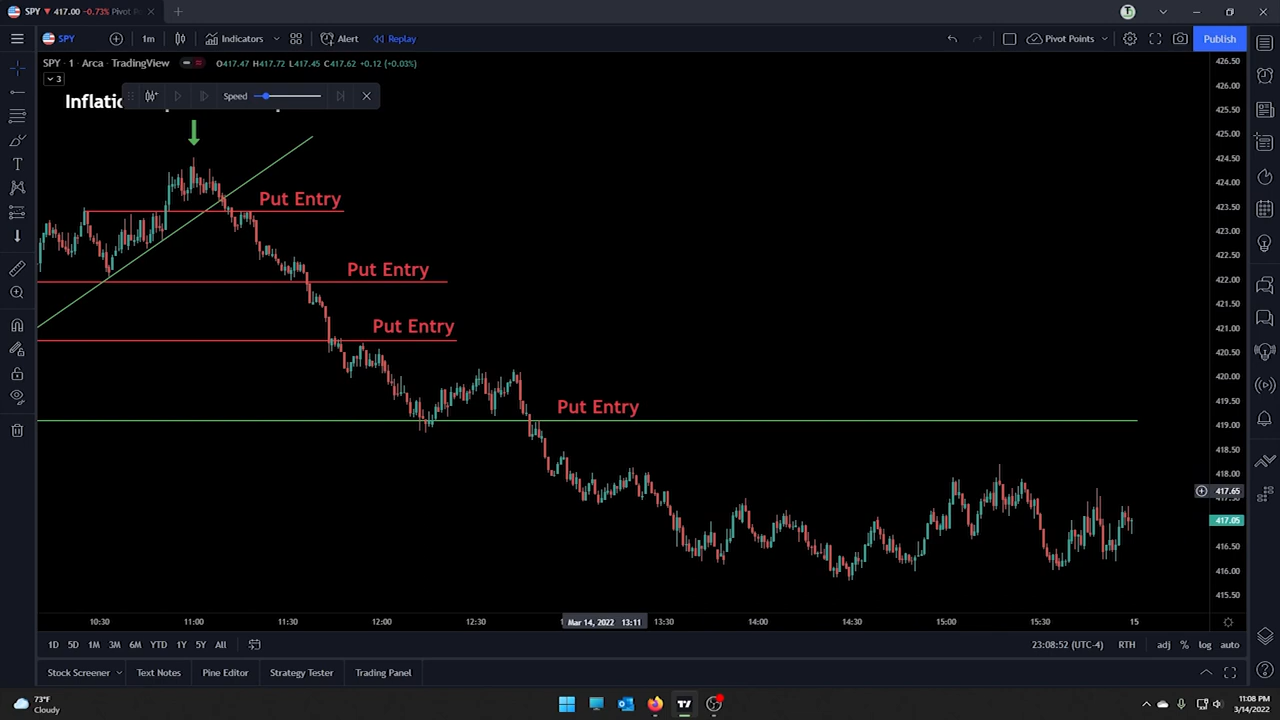 SPY ▼ 417.00 −0.73% Pivot P
T
SPY
1m
Indicators
Alert
Replay
Pivot Points
Publish
SPY · 1 · Arca · TradingView
O417.47 H417.72 L417.45 C417.62 +0.12 (+0.03%)
3
Speed
Inflatio
Put Entry
Put Entry
Put Entry
Put Entry
426.50
426.00
425.50
425.00
424.50
424.00
423.50
423.00
422.50
422.00
421.50
421.00
420.50
420.00
419.50
419.00
418.50
418.00
417.65
417.05
416.50
416.00
415.50
10:30
11:00
11:30
12:00
12:30
Mar 14, 2022 13:11
13:30
14:00
14:30
15:00
15:30
15
1D 5D 1M 3M 6M YTD 1Y 5Y All
23:08:52 (UTC-4)
RTH
adj % log auto
Stock Screener
Text Notes
Pine Editor
Strategy Tester
Trading Panel
73°F
Cloudy
11:08 PM
3/14/2022